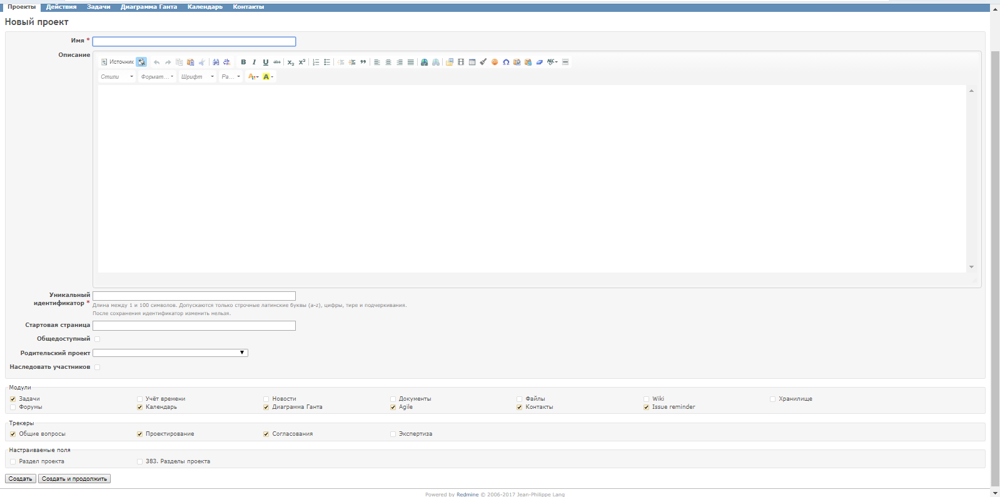 Проекты Действия Задачи Диаграмма Ганта Календарь Контакты
Новый проект
Имя *
Описание
Источник
B I U abc x₂ x² ABC
Стили Формат... Шрифт Ра... A A
Уникальный
идентификатор *
Длина между 1 и 100 символов. Допускаются только строчные латинские буквы (a-z), цифры, тире и подчеркивания.
После сохранения идентификатор изменить нельзя.
Стартовая страница
Общедоступный
Родительский проект
Наследовать участников
Модули
Задачи Учёт времени Новости Документы Файлы Wiki Хранилище
Форумы Календарь Диаграмма Ганта Agile Контакты Issue reminder
Трекеры
Общие вопросы Проектирование Согласования Экспертиза
Настраиваемые поля
Раздел проекта 383. Разделы проекта
Создать Создать и продолжить
Powered by Redmine © 2006-2017 Jean-Philippe Lang